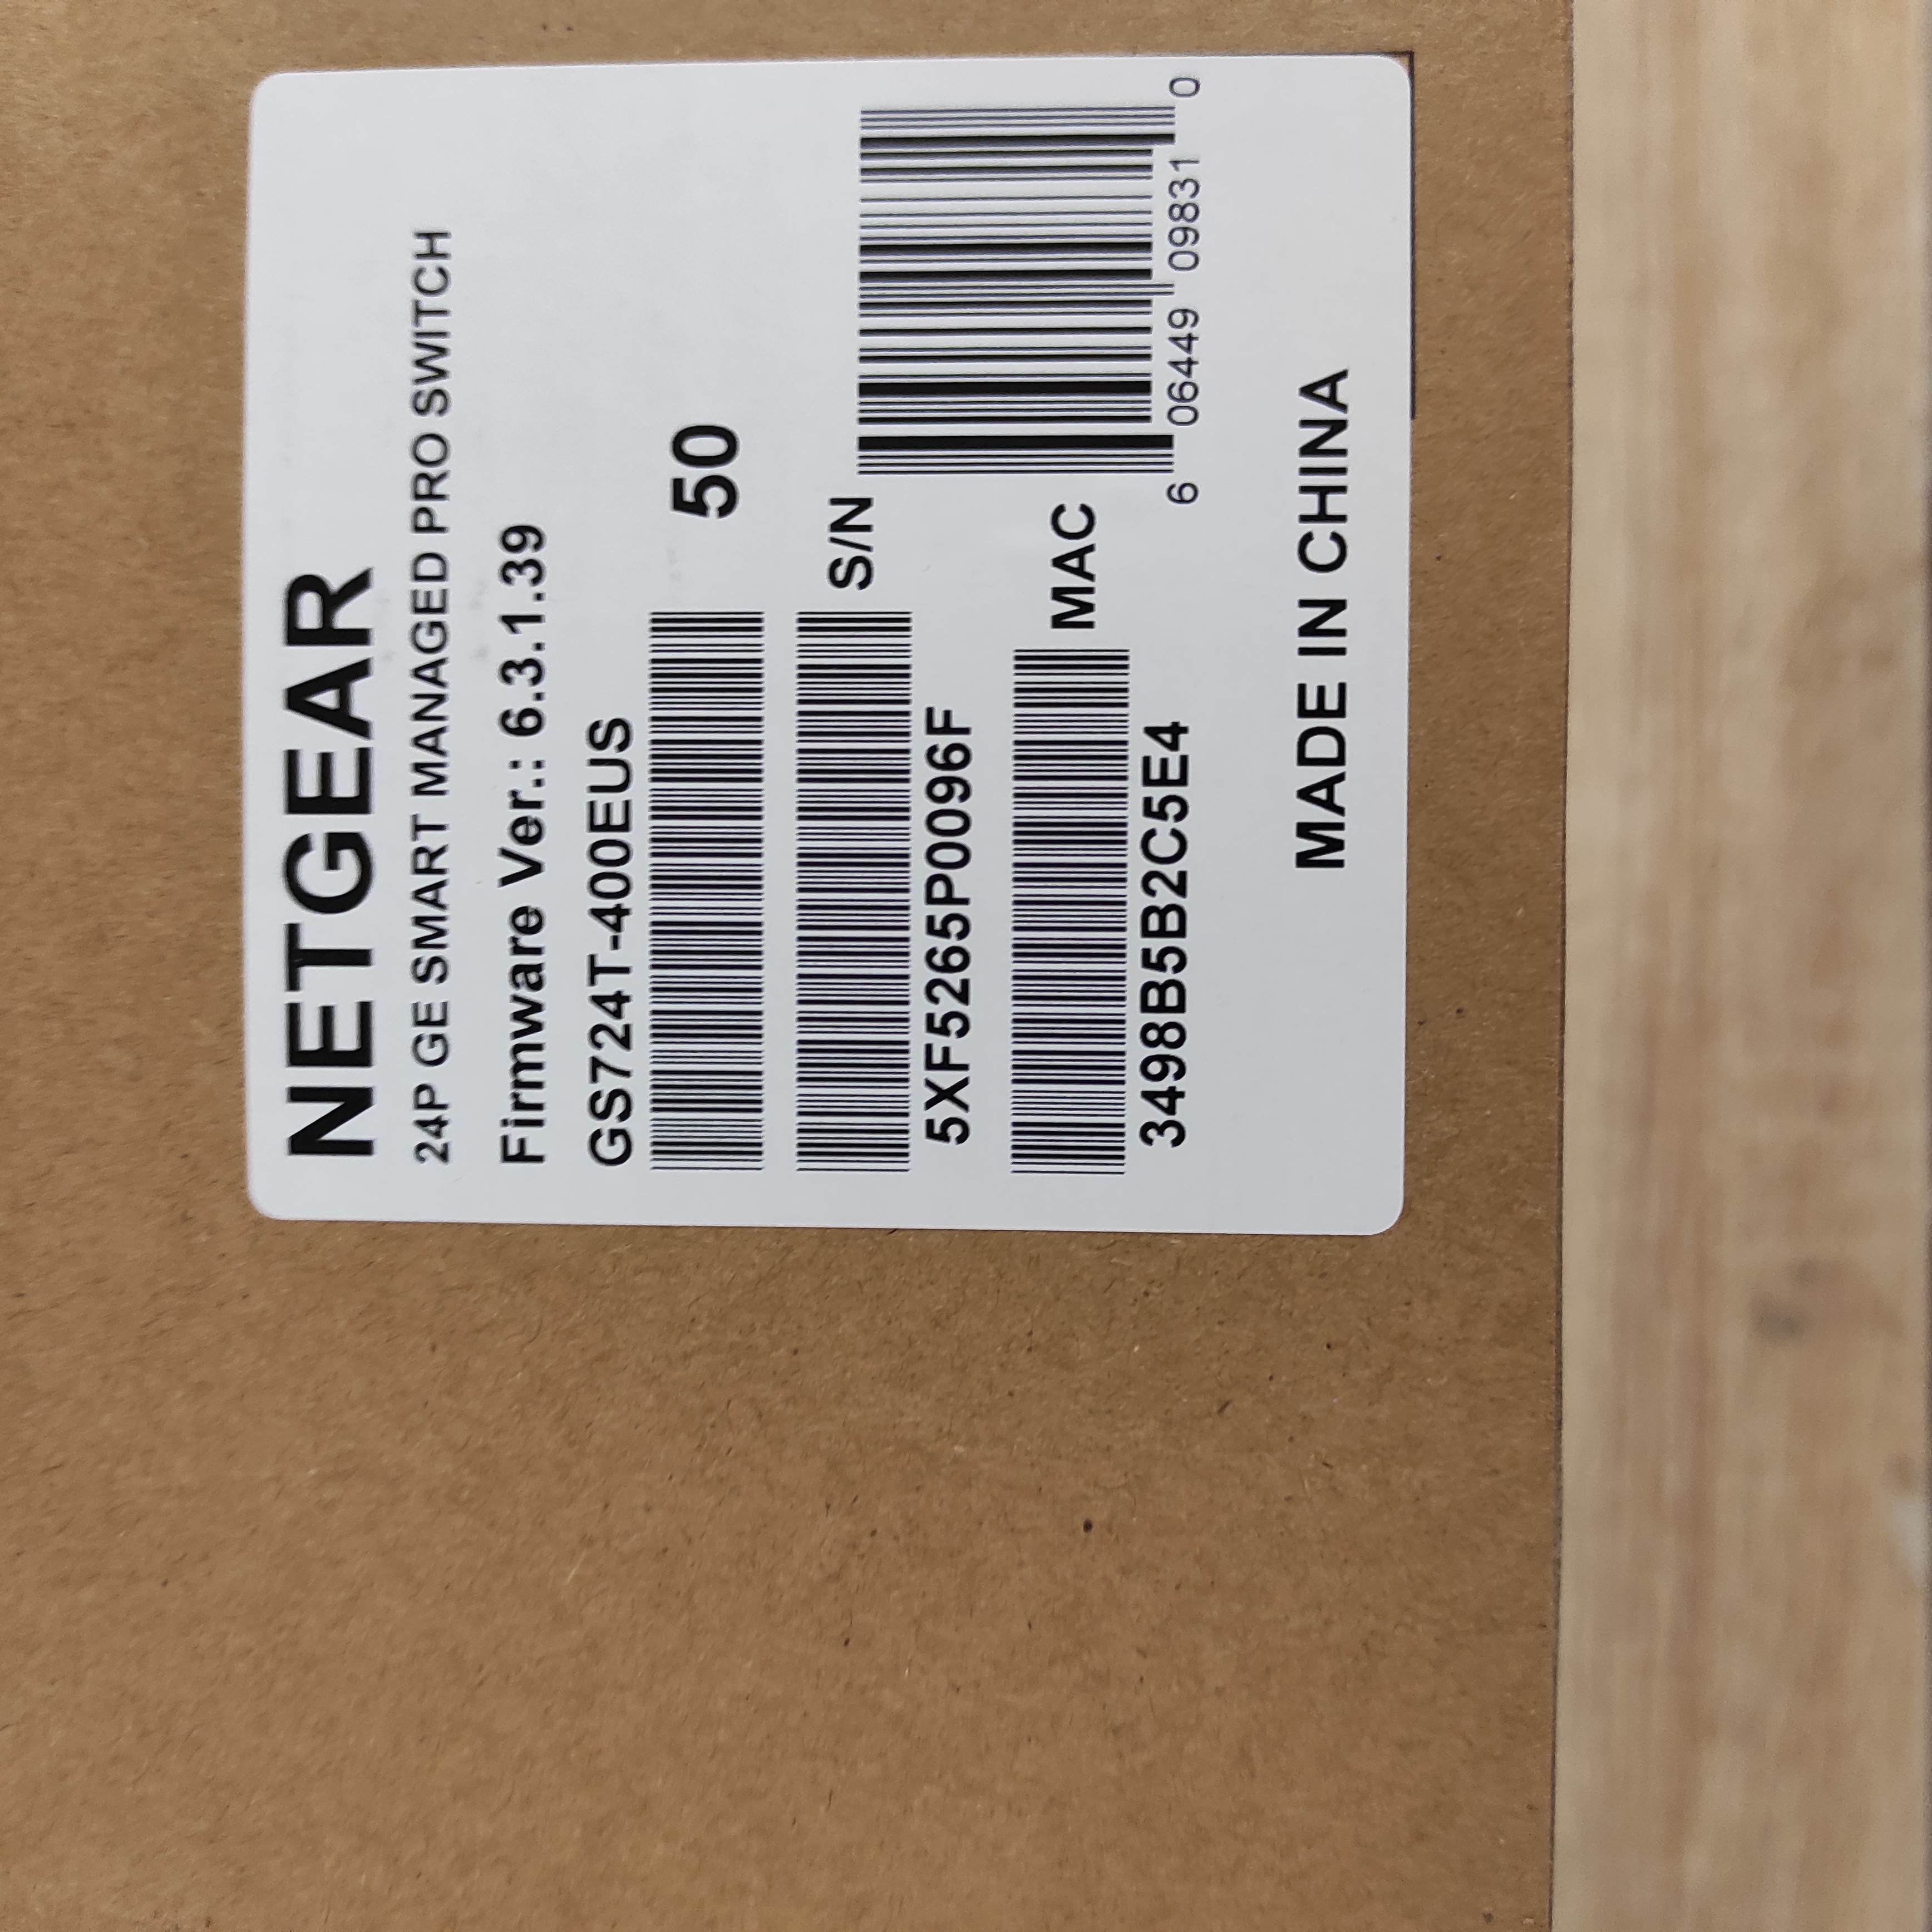 NETGEAR
24P GE SMART MANAGED PRO SWITCH
Firmware Ver.: 6.3.1.39
GS724T-400EUS
50
S/N
5XF5265P0096F
MAC
3498B5B2C5E4
6 06449 09831 0
MADE IN CHINA